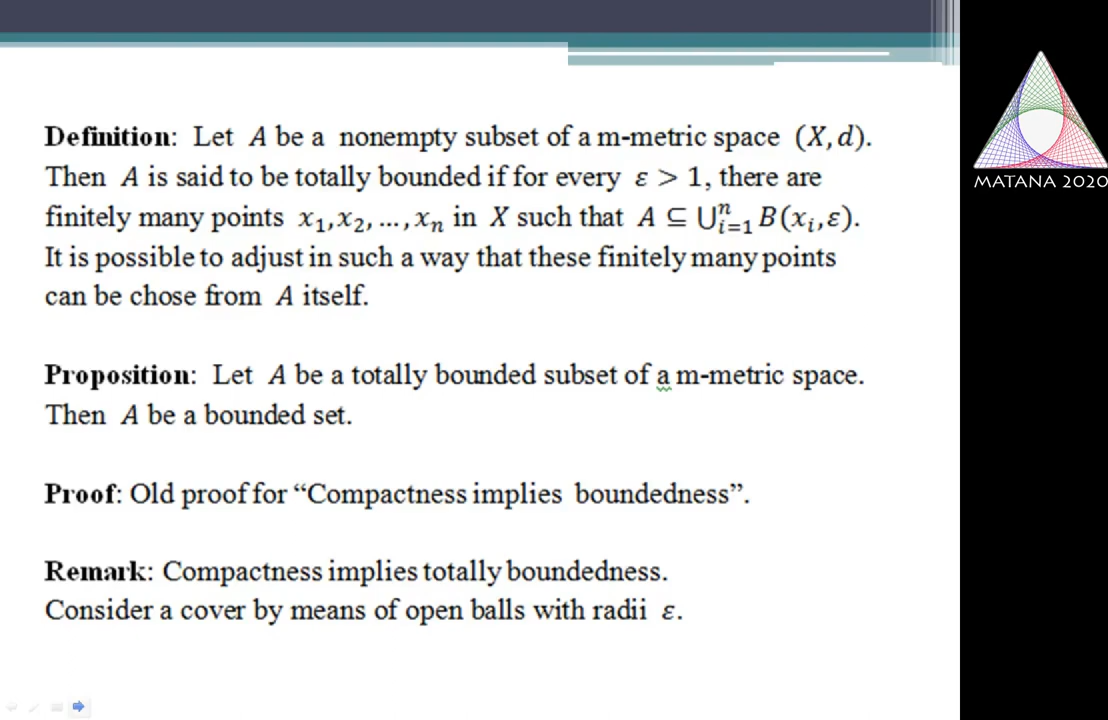 Definition: Let A be a nonempty subset of a m-metric space (X, d).
Then A is said to be totally bounded if for every ε > 1, there are
finitely many points x₁, x₂, …, xₙ in X such that A ⊆ ⋃ⁿᵢ₌₁ B(xᵢ, ε).
It is possible to adjust in such a way that these finitely many points
can be chose from A itself.
Proposition: Let A be a totally bounded subset of a m-metric space.
Then A be a bounded set.
Proof: Old proof for “Compactness implies boundedness”.
Remark: Compactness implies totally boundedness.
Consider a cover by means of open balls with radii ε.
MATANA 2020